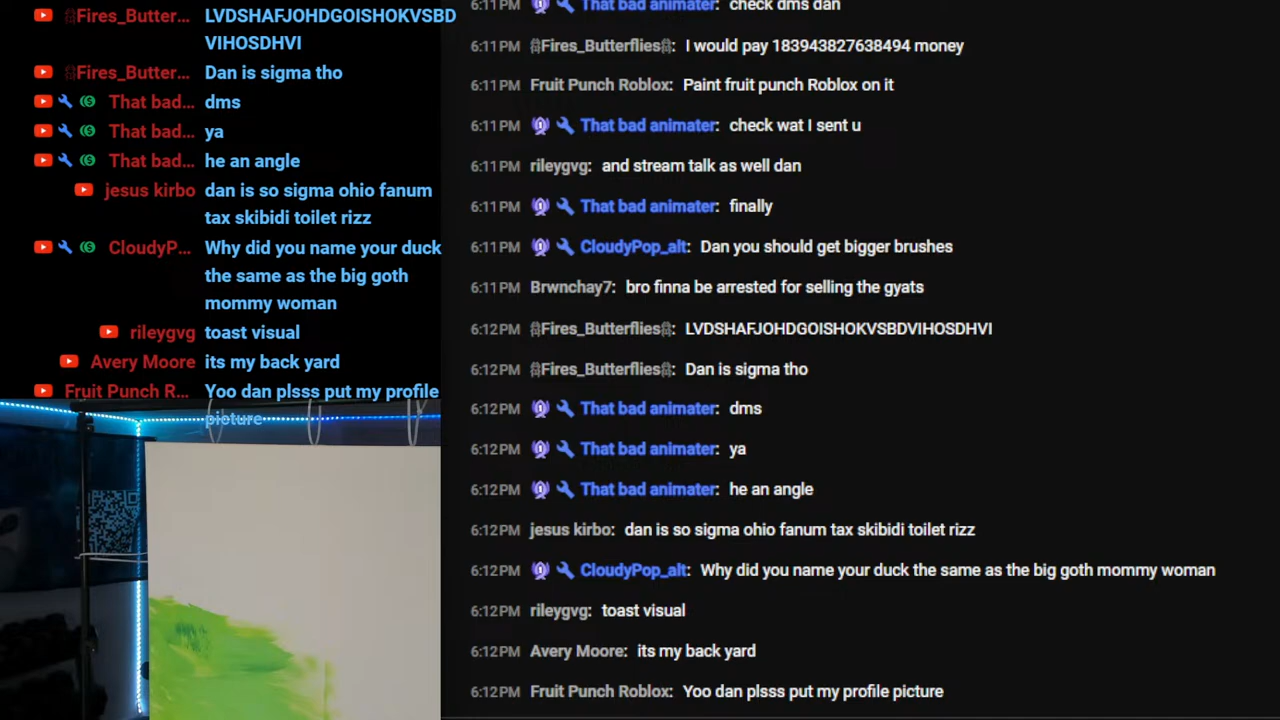 Fires_Butter... LVDSHAFJOHDGOISHOKVSBD
VIHOSDHVI
Fires_Butter... Dan is sigma tho
That bad... dms
That bad... ya
That bad... he an angle
jesus kirbo dan is so sigma ohio fanum
tax skibidi toilet rizz
CloudyP... Why did you name your duck
the same as the big goth
mommy woman
rileygvg toast visual
Avery Moore its my back yard
Fruit Punch R... Yoo dan plsss put my profile
picture
That bad animater: check dms dan
6:11 PM Fires_Butterflies: I would pay 183943827638494 money
6:11 PM Fruit Punch Roblox: Paint fruit punch Roblox on it
6:11 PM That bad animater: check wat I sent u
6:11 PM rileygvg: and stream talk as well dan
6:11 PM That bad animater: finally
6:11 PM CloudyPop_alt: Dan you should get bigger brushes
6:11 PM Brwnchay7: bro finna be arrested for selling the gyats
6:12 PM Fires_Butterflies: LVDSHAFJOHDGOISHOKVSBDVIHOSDHVI
6:12 PM Fires_Butterflies: Dan is sigma tho
6:12 PM That bad animater: dms
6:12 PM That bad animater: ya
6:12 PM That bad animater: he an angle
6:12 PM jesus kirbo: dan is so sigma ohio fanum tax skibidi toilet rizz
6:12 PM CloudyPop_alt: Why did you name your duck the same as the big goth mommy woman
6:12 PM rileygvg: toast visual
6:12 PM Avery Moore: its my back yard
6:12 PM Fruit Punch Roblox: Yoo dan plsss put my profile picture